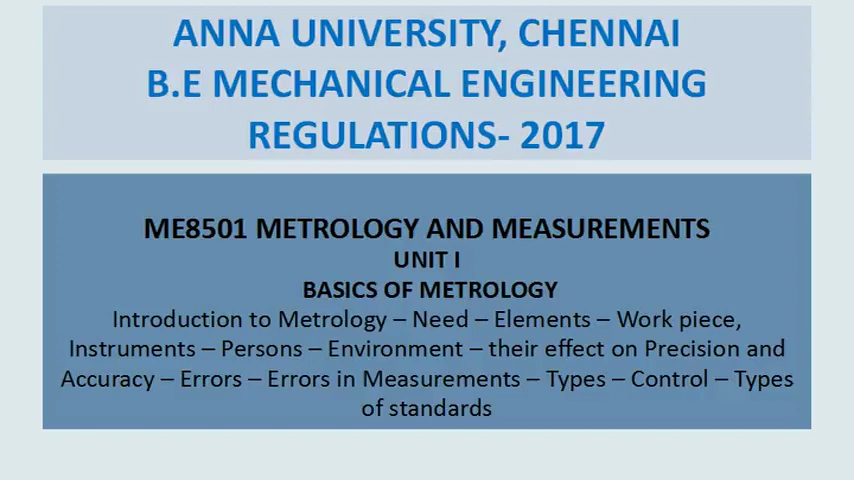 ANNA UNIVERSITY, CHENNAI
B.E MECHANICAL ENGINEERING
REGULATIONS- 2017
ME8501 METROLOGY AND MEASUREMENTS
UNIT I
BASICS OF METROLOGY
Introduction to Metrology – Need – Elements – Work piece,
Instruments – Persons – Environment – their effect on Precision and
Accuracy – Errors – Errors in Measurements – Types – Control – Types
of standards